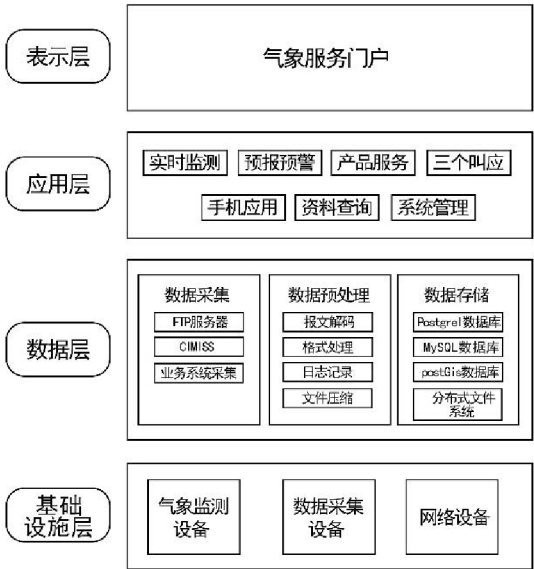 表示层
气象服务门户
应用层
实时监测
预报预警
产品服务
三个叫应
手机应用
资料查询
系统管理
数据层
数据采集
FTP服务器
CIMISS
业务系统采集
数据预处理
报文解码
格式处理
日志记录
文件压缩
数据存储
Postgrel数据库
MySQL数据库
postGis数据库
分布式文件
系统
基础
设施层
气象监测
设备
数据采集
设备
网络设备